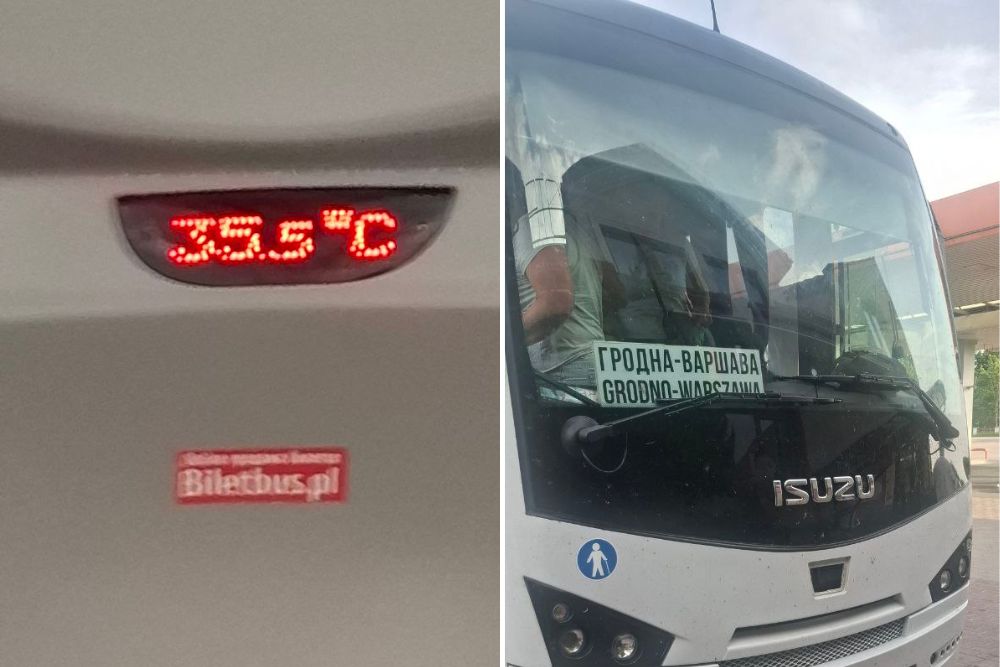 35.5°C
Biletbus.pl
ГРОДНА-ВАРШАВА
GRODNO-WARSZAWA
ISUZU